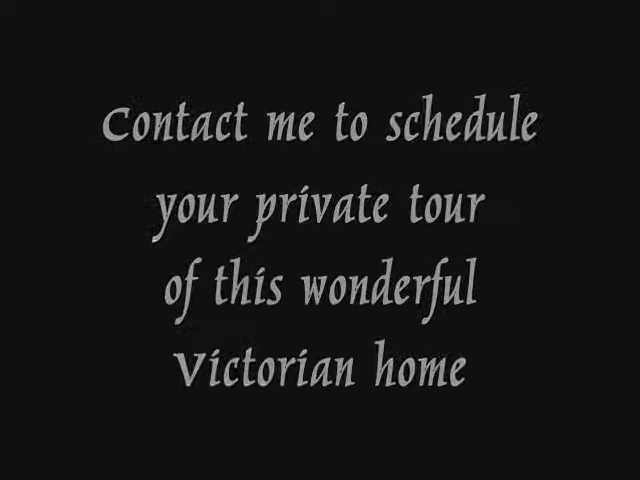 Contact me to schedule
your private tour
of this wonderful
Victorian home